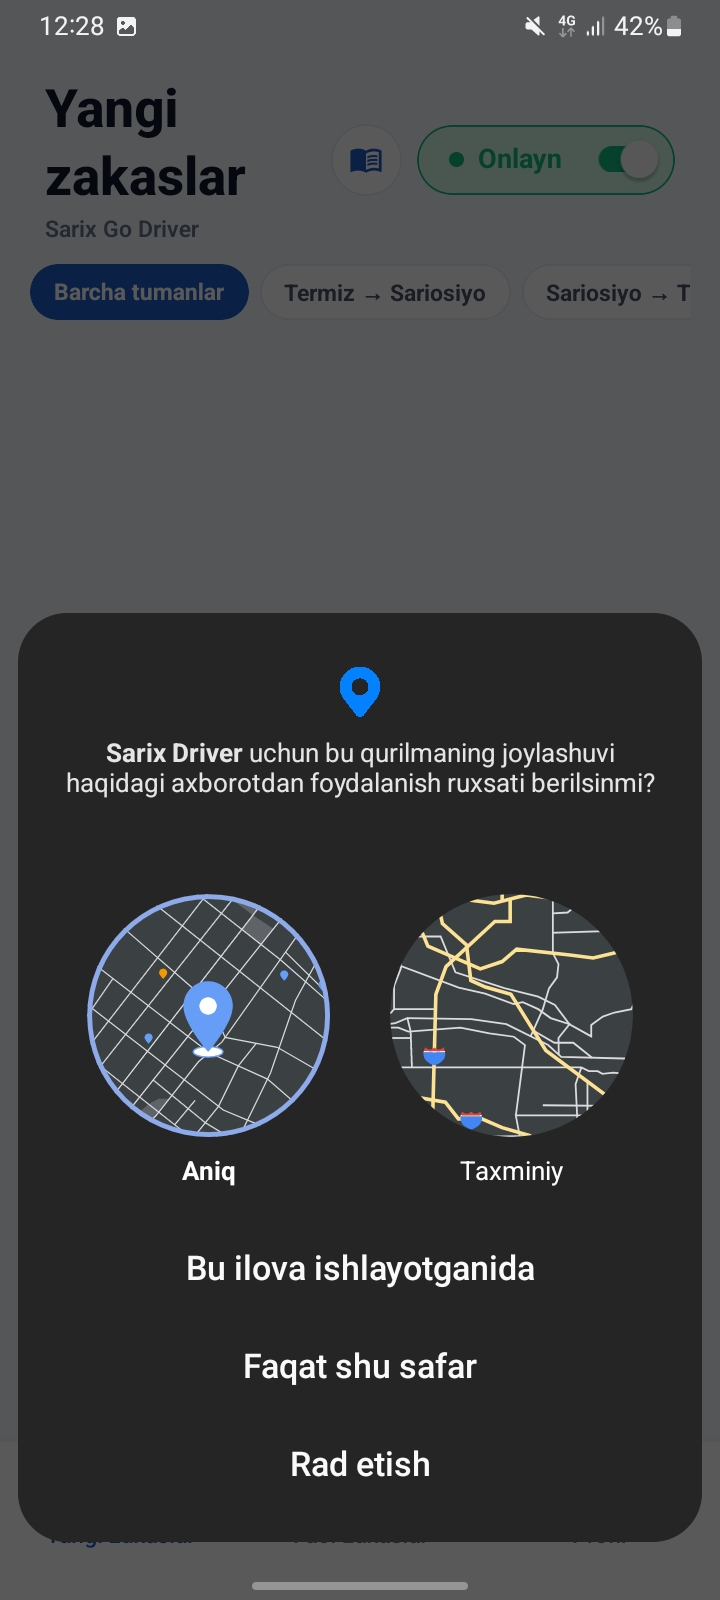 12:28
4G 42%
Yangi
zakaslar
Onlayn
Sarix Go Driver
Barcha tumanlar
Termiz → Sariosiyo
Sariosiyo → T
Sarix Driver uchun bu qurilmaning joylashuvi
haqidagi axborotdan foydalanish ruxsati berilsinmi?
Aniq
Taxminiy
Bu ilova ishlayotganida
Faqat shu safar
Rad etish